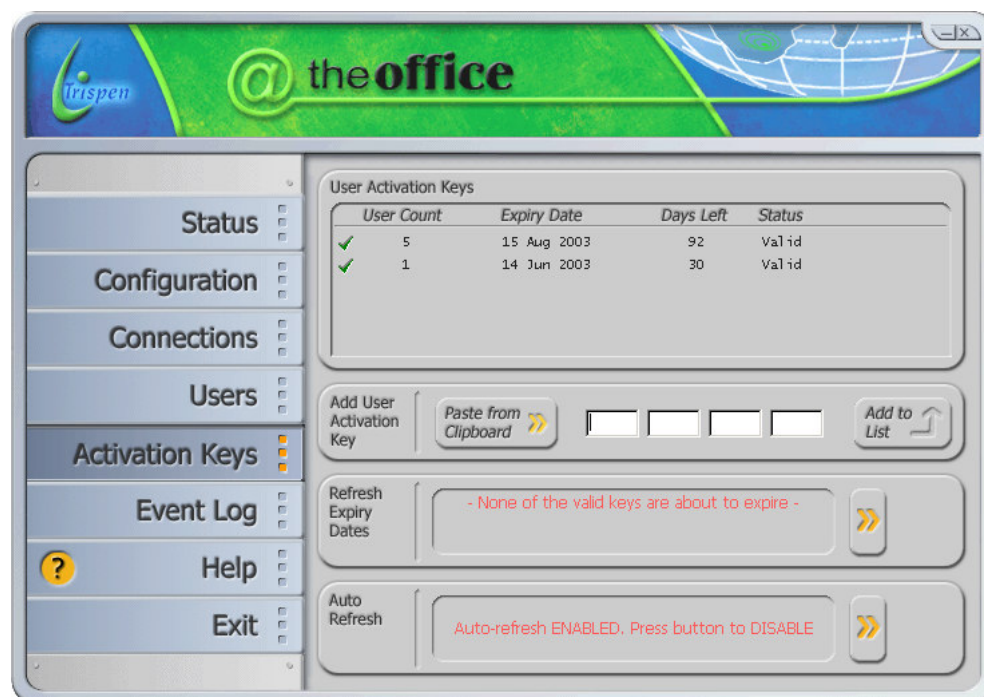 Trispen
@ the office
Status
Configuration
Connections
Users
Activation Keys
Event Log
? Help
Exit
User Activation Keys
User Count Expiry Date Days Left Status
5 15 Aug 2003 92 Valid
1 14 Jun 2003 30 Valid
Add User
Activation
Key
Paste from
Clipboard
Add to
List
Refresh
Expiry
Dates
- None of the valid keys are about to expire -
Auto
Refresh
Auto-refresh ENABLED. Press button to DISABLE